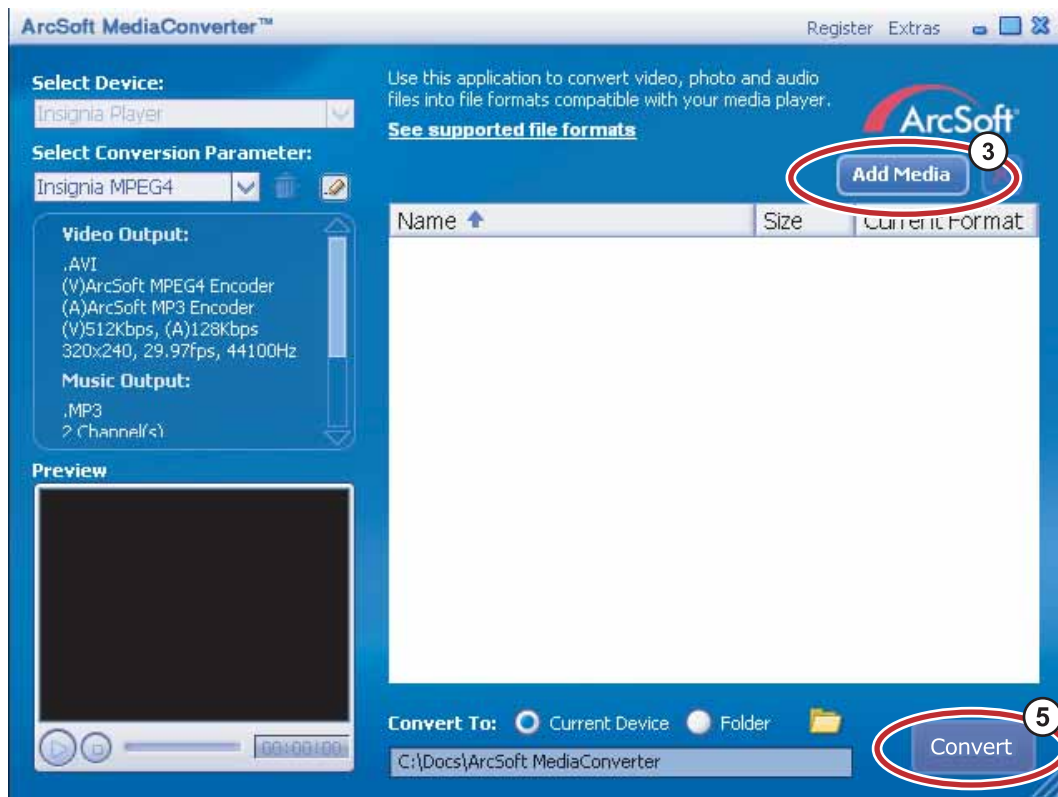 ArcSoft MediaConverter™
Register Extras
Select Device:
Insignia Player
Select Conversion Parameter:
Insignia MPEG4
Video Output:
.AVI
(V)ArcSoft MPEG4 Encoder
(A)ArcSoft MP3 Encoder
(V)512Kbps, (A)128Kbps
320x240, 29.97fps, 44100Hz
Music Output:
.MP3
2 Channel(s)
Preview
00:00:00
Use this application to convert video, photo and audio
files into file formats compatible with your media player.
See supported file formats
ArcSoft
3
Add Media
Name Size Current Format
Convert To: Current Device Folder
C:\Docs\ArcSoft MediaConverter
5
Convert